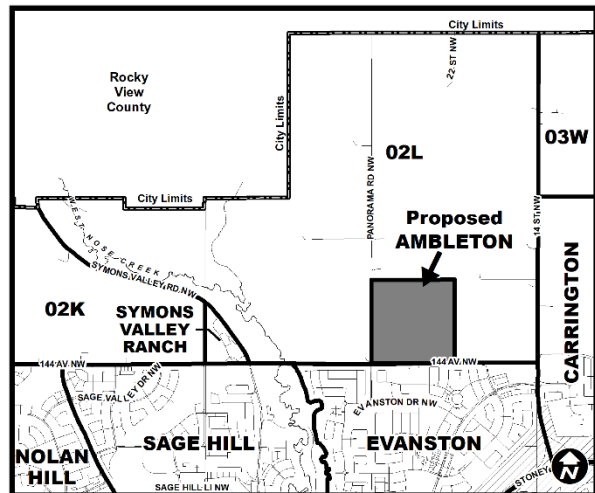 City Limits
22 ST NW
Rocky
View
County
City Limits
03W
02L
PANORAMA RD NW
City Limits
WEST NOSE CREEK
Proposed
AMBLETON
14 ST NW
SYMONS VALLEY RD NW
02K
SYMONS
VALLEY
RANCH
CARRINGTON
144 AV NW
144 AV NW
SAGE VALLEY DR NW
EVANSTON DR NW
SAGE HILL
EVANSTON
NOLAN
HILL
SAGE HILL LI NW
STONEY
N